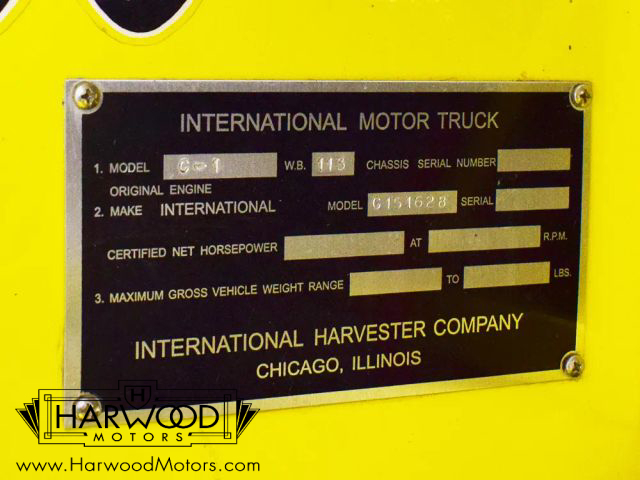 INTERNATIONAL MOTOR TRUCK
1. MODEL W.B. 113 CHASSIS SERIAL NUMBER
ORIGINAL ENGINE
2. MAKE INTERNATIONAL MODEL G151628 SERIAL
CERTIFIED NET HORSEPOWER AT R.P.M.
3. MAXIMUM GROSS VEHICLE WEIGHT RANGE TO LBS.
INTERNATIONAL HARVESTER COMPANY
CHICAGO, ILLINOIS
H
HARWOOD
MOTORS
www.HarwoodMotors.com